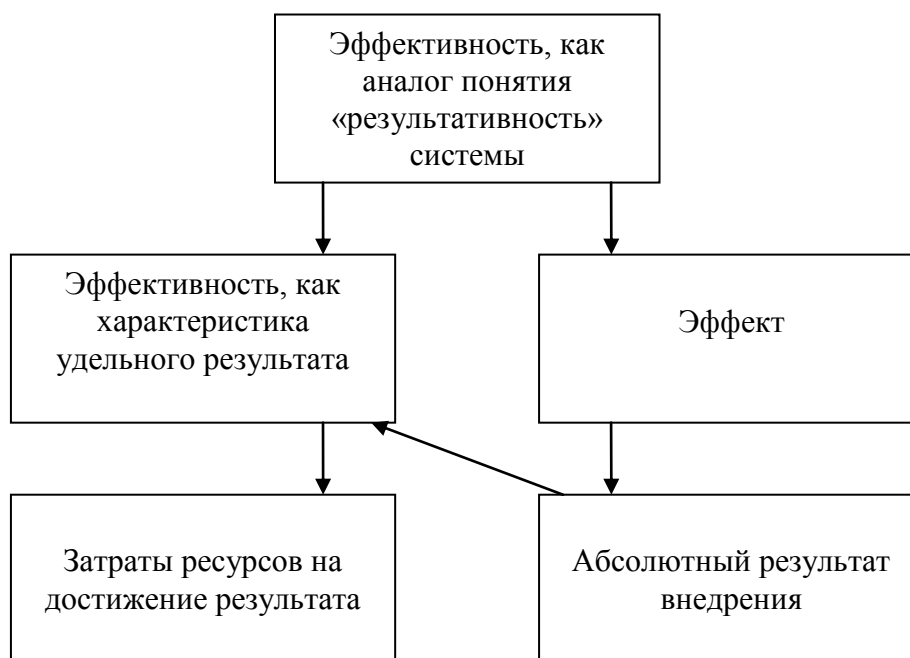 Эффективность, как
аналог понятия
«результативность»
системы
Эффективность, как
характеристика
удельного результата
Эффект
Затраты ресурсов на
достижение результата
Абсолютный результат
внедрения